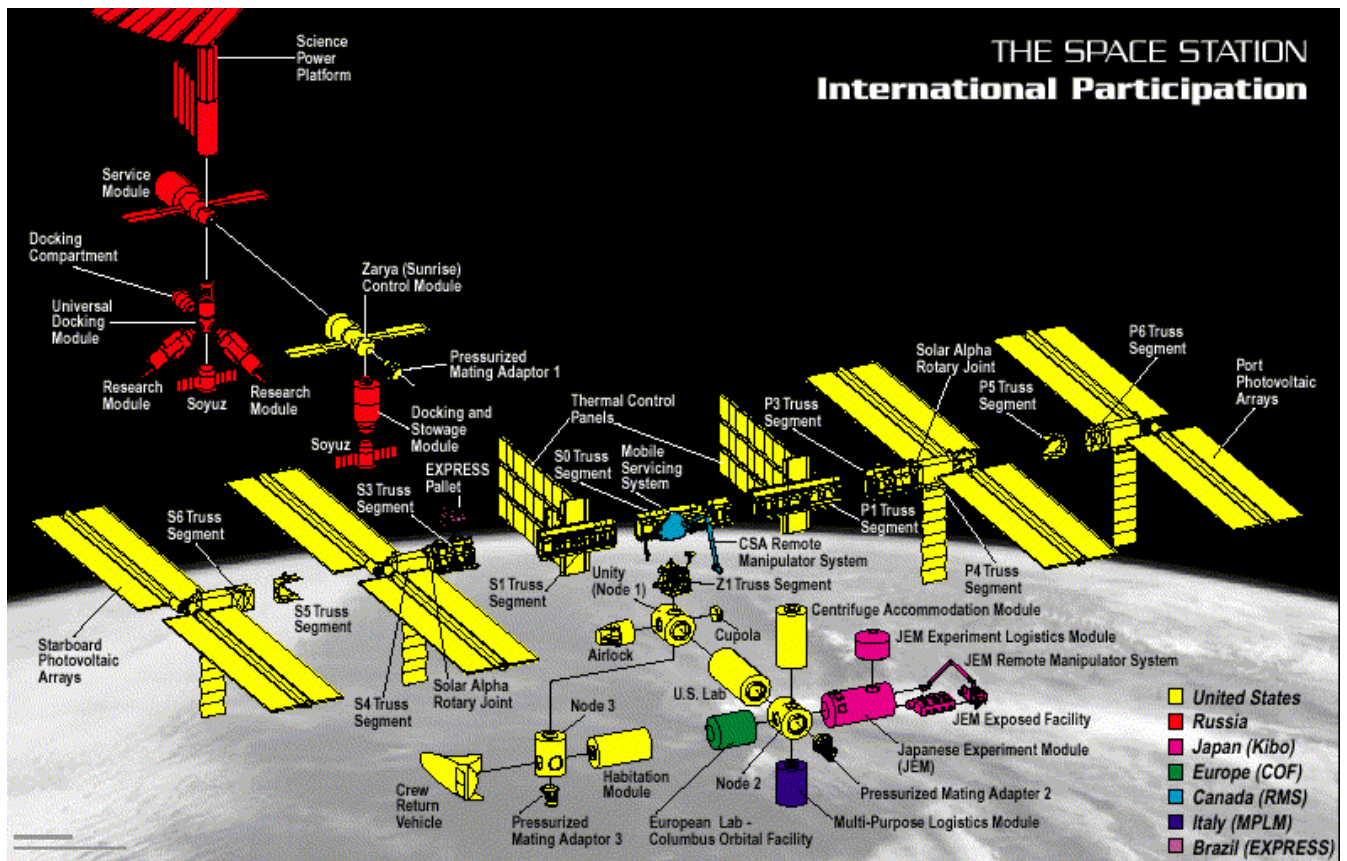 THE SPACE STATION
International Participation
Science
Power
Platform
Service
Module
Docking
Compartment
Universal
Docking
Module
Research
Module
Soyuz
Research
Module
Zarya (Sunrise)
Control Module
Pressurized
Mating Adaptor 1
Docking and
Stowage
Module
Soyuz
EXPRESS
Pallet
Thermal Control
Panels
S0 Truss
Segment
Mobile
Servicing
System
P3 Truss
Segment
Solar Alpha
Rotary Joint
P5 Truss
Segment
P6 Truss
Segment
Port
Photovoltaic
Arrays
S3 Truss
Segment
S6 Truss
Segment
S5 Truss
Segment
Starboard
Photovoltaic
Arrays
S4 Truss
Segment
Solar Alpha
Rotary Joint
S1 Truss
Segment
Unity
(Node 1)
CSA Remote
Manipulator System
Z1 Truss Segment
P1 Truss
Segment
P4 Truss
Segment
Airlock
Cupola
Centrifuge Accommodation Module
JEM Experiment Logistics Module
JEM Remote Manipulator System
U.S. Lab
JEM Exposed Facility
Japanese Experiment Module
(JEM)
Node 3
Node 2
Pressurized Mating Adapter 2
Habitation
Module
Crew
Return
Vehicle
Pressurized
Mating Adaptor 3
European Lab -
Columbus Orbital Facility
Multi-Purpose Logistics Module
United States
Russia
Japan (Kibo)
Europe (COF)
Canada (RMS)
Italy (MPLM)
Brazil (EXPRESS)